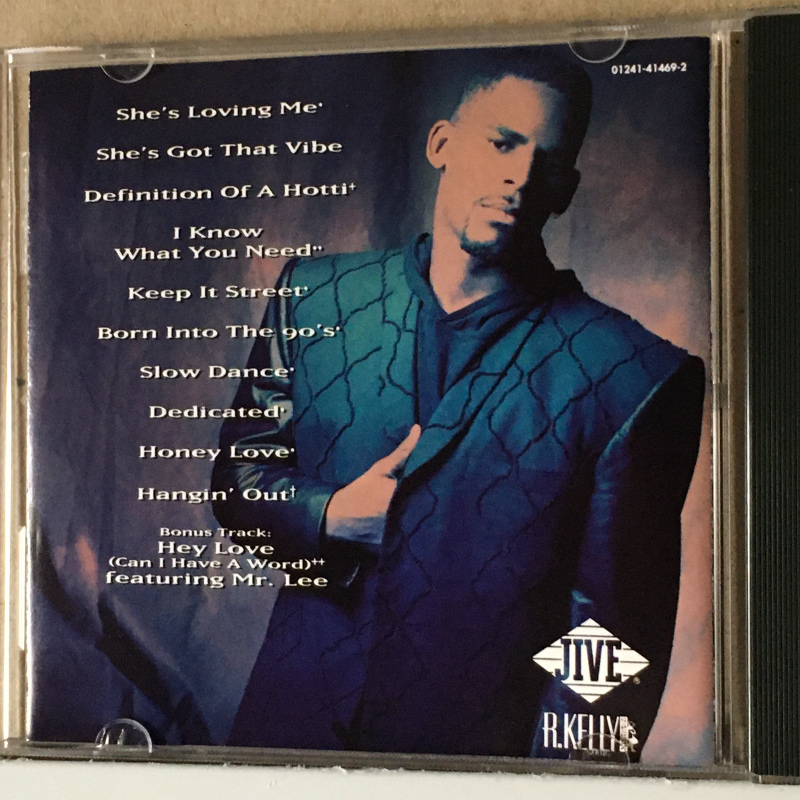 01241-41469-2
She's Loving Me•
She's Got That Vibe
Definition Of A Hotti+
I Know
What You Need••
Keep It Street•
Born Into The 90's•
Slow Dance•
Dedicated•
Honey Love•
Hangin' Out†
Bonus Track:
Hey Love
(Can I Have A Word)++
featuring Mr. Lee
JIVE
®
R.KELLY